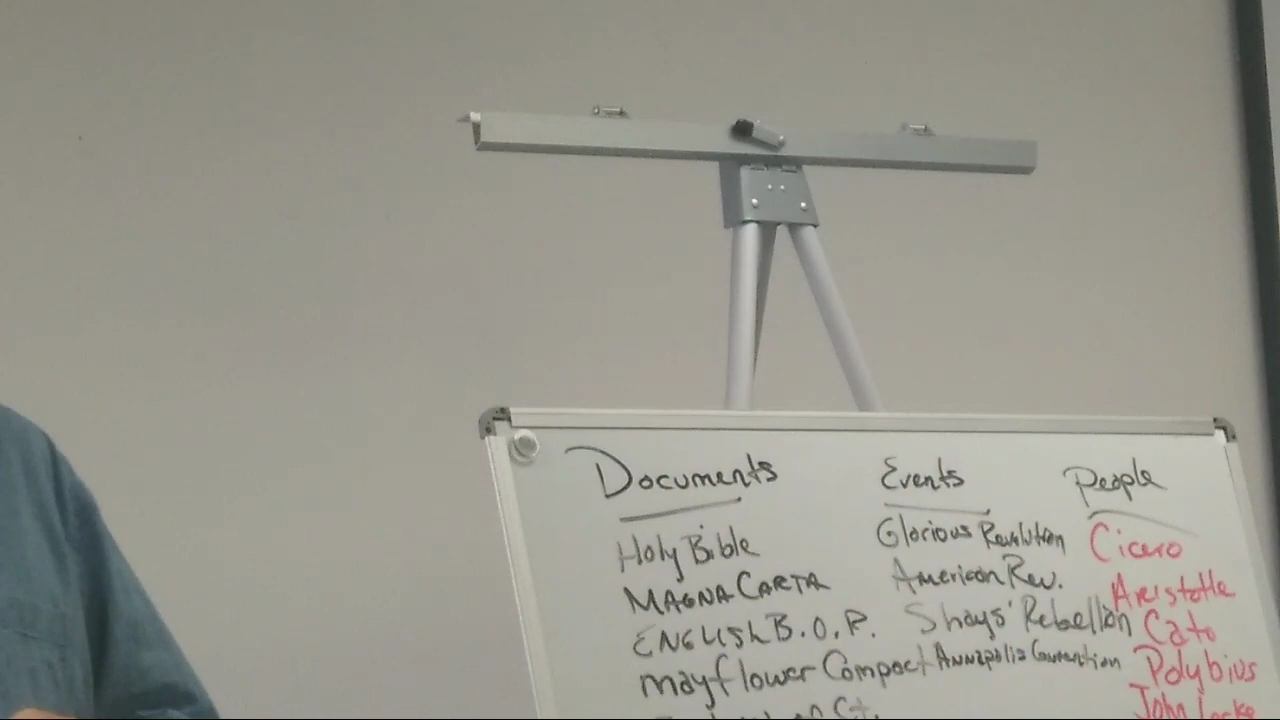 Documents Events People
Holy Bible Glorious Revolution Cicero
MAGNA CARTA American Rev. Aristotle
ENGLISH B.O.R. Shays' Rebellion Cato
Mayflower Compact Annapolis Convention Polybius
Ct. John Locke